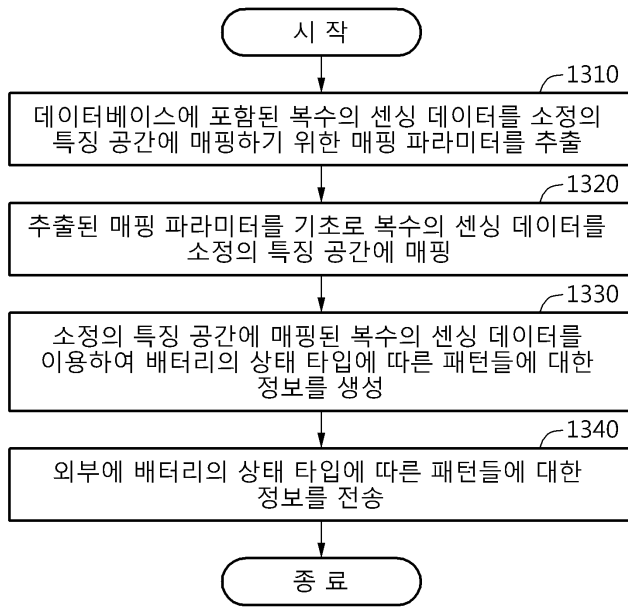 시 작
1310
데이터베이스에 포함된 복수의 센싱 데이터를 소정의
특징 공간에 매핑하기 위한 매핑 파라미터를 추출
1320
추출된 매핑 파라미터를 기초로 복수의 센싱 데이터를
소정의 특징 공간에 매핑
1330
소정의 특징 공간에 매핑된 복수의 센싱 데이터를
이용하여 배터리의 상태 타입에 따른 패턴들에 대한
정보를 생성
1340
외부에 배터리의 상태 타입에 따른 패턴들에 대한
정보를 전송
종 료